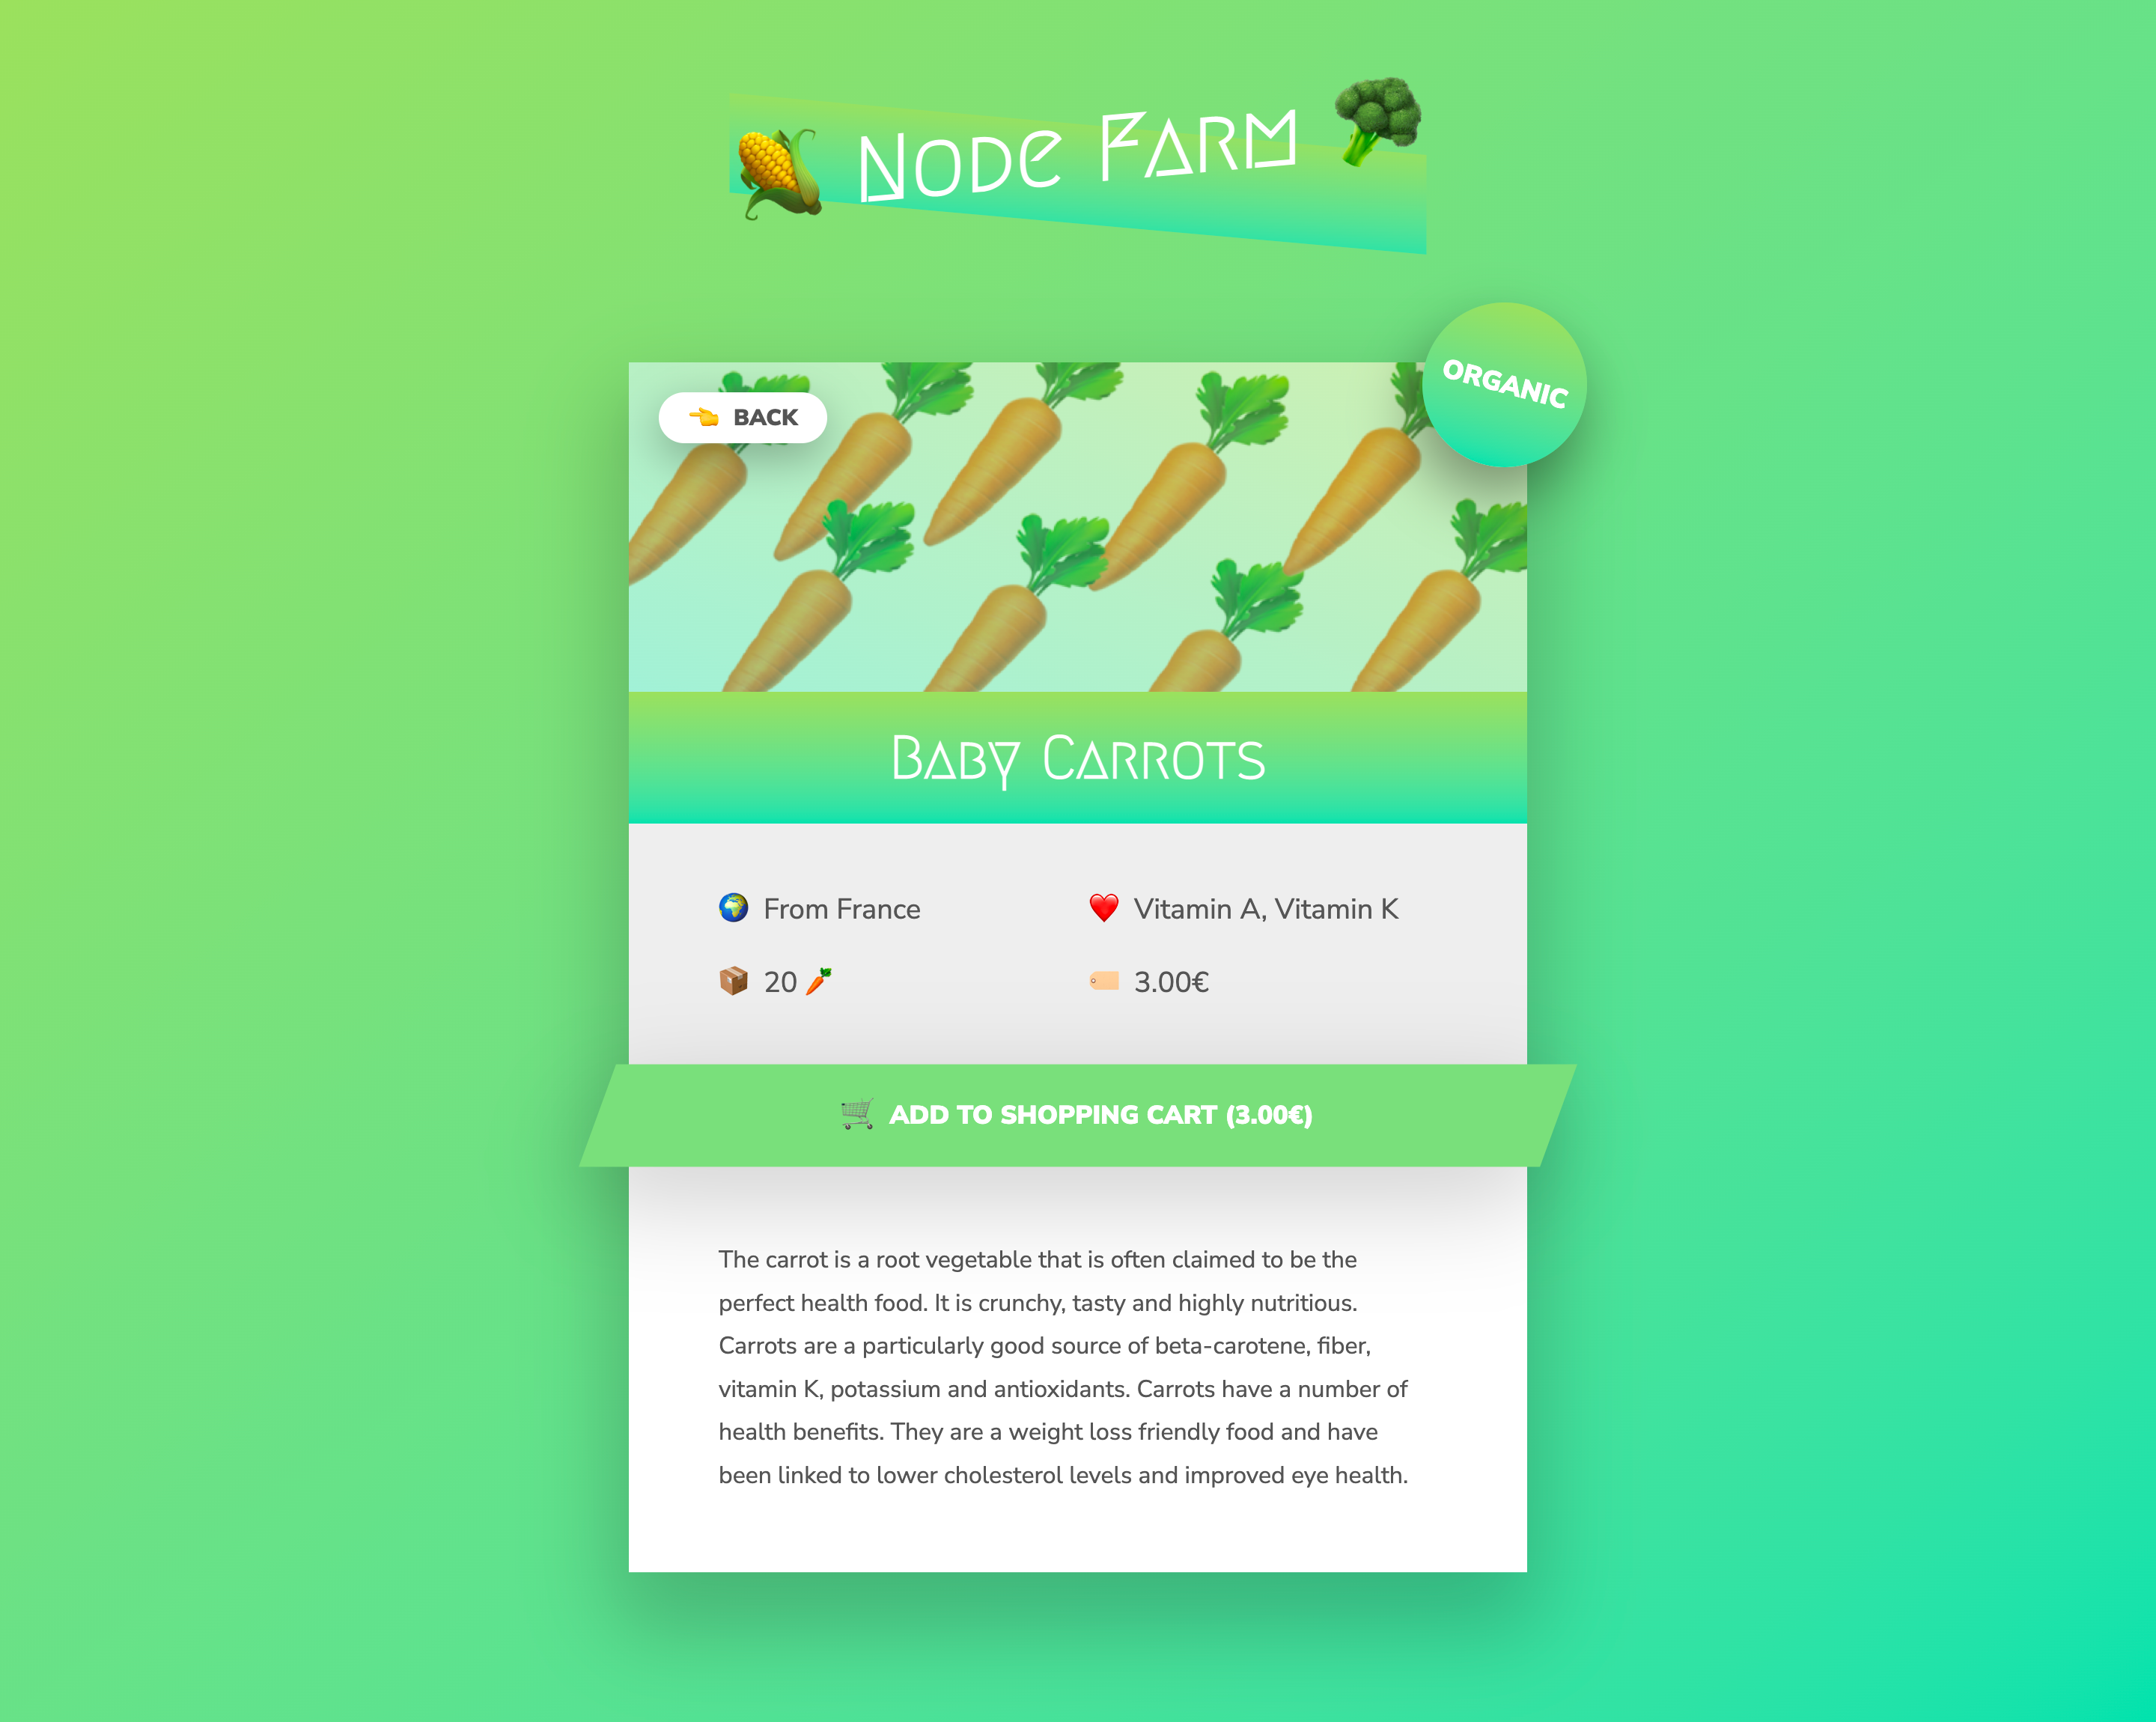 Node Farm
ORGANIC
BACK
Baby Carrots
From France
Vitamin A, Vitamin K
20
3.00€
ADD TO SHOPPING CART (3.00€)
The carrot is a root vegetable that is often claimed to be the
perfect health food. It is crunchy, tasty and highly nutritious.
Carrots are a particularly good source of beta-carotene, fiber,
vitamin K, potassium and antioxidants. Carrots have a number of
health benefits. They are a weight loss friendly food and have
been linked to lower cholesterol levels and improved eye health.